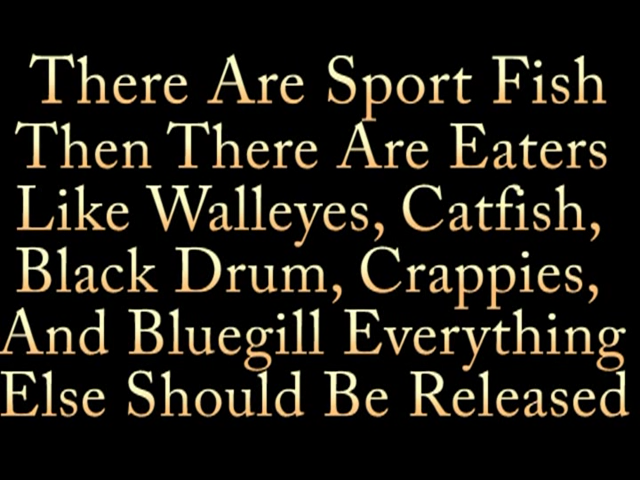 There Are Sport Fish
Then There Are Eaters
Like Walleyes, Catfish,
Black Drum, Crappies,
And Bluegill Everything
Else Should Be Released